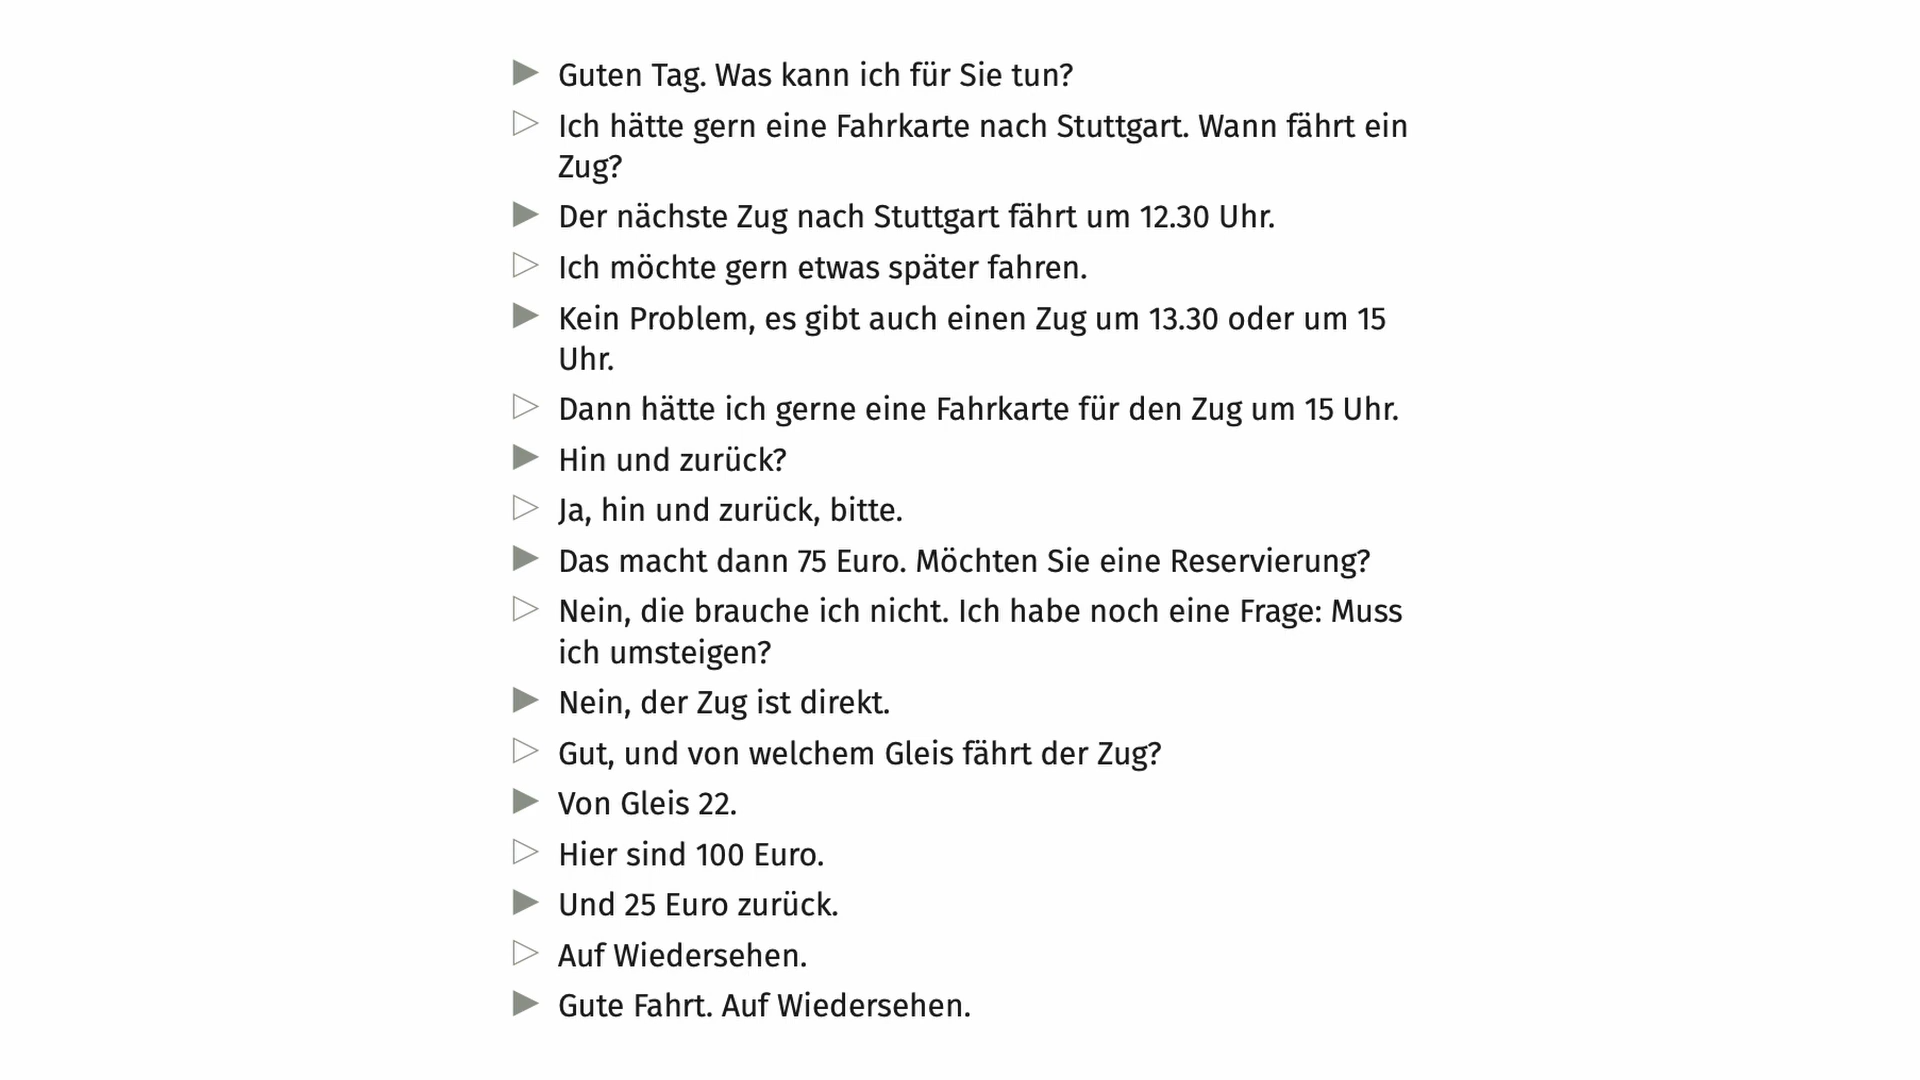 ▶ Guten Tag. Was kann ich für Sie tun?
▷ Ich hätte gern eine Fahrkarte nach Stuttgart. Wann fährt ein
Zug?
▶ Der nächste Zug nach Stuttgart fährt um 12.30 Uhr.
▷ Ich möchte gern etwas später fahren.
▶ Kein Problem, es gibt auch einen Zug um 13.30 oder um 15
Uhr.
▷ Dann hätte ich gerne eine Fahrkarte für den Zug um 15 Uhr.
▶ Hin und zurück?
▷ Ja, hin und zurück, bitte.
▶ Das macht dann 75 Euro. Möchten Sie eine Reservierung?
▷ Nein, die brauche ich nicht. Ich habe noch eine Frage: Muss
ich umsteigen?
▶ Nein, der Zug ist direkt.
▷ Gut, und von welchem Gleis fährt der Zug?
▶ Von Gleis 22.
▷ Hier sind 100 Euro.
▶ Und 25 Euro zurück.
▷ Auf Wiedersehen.
▶ Gute Fahrt. Auf Wiedersehen.